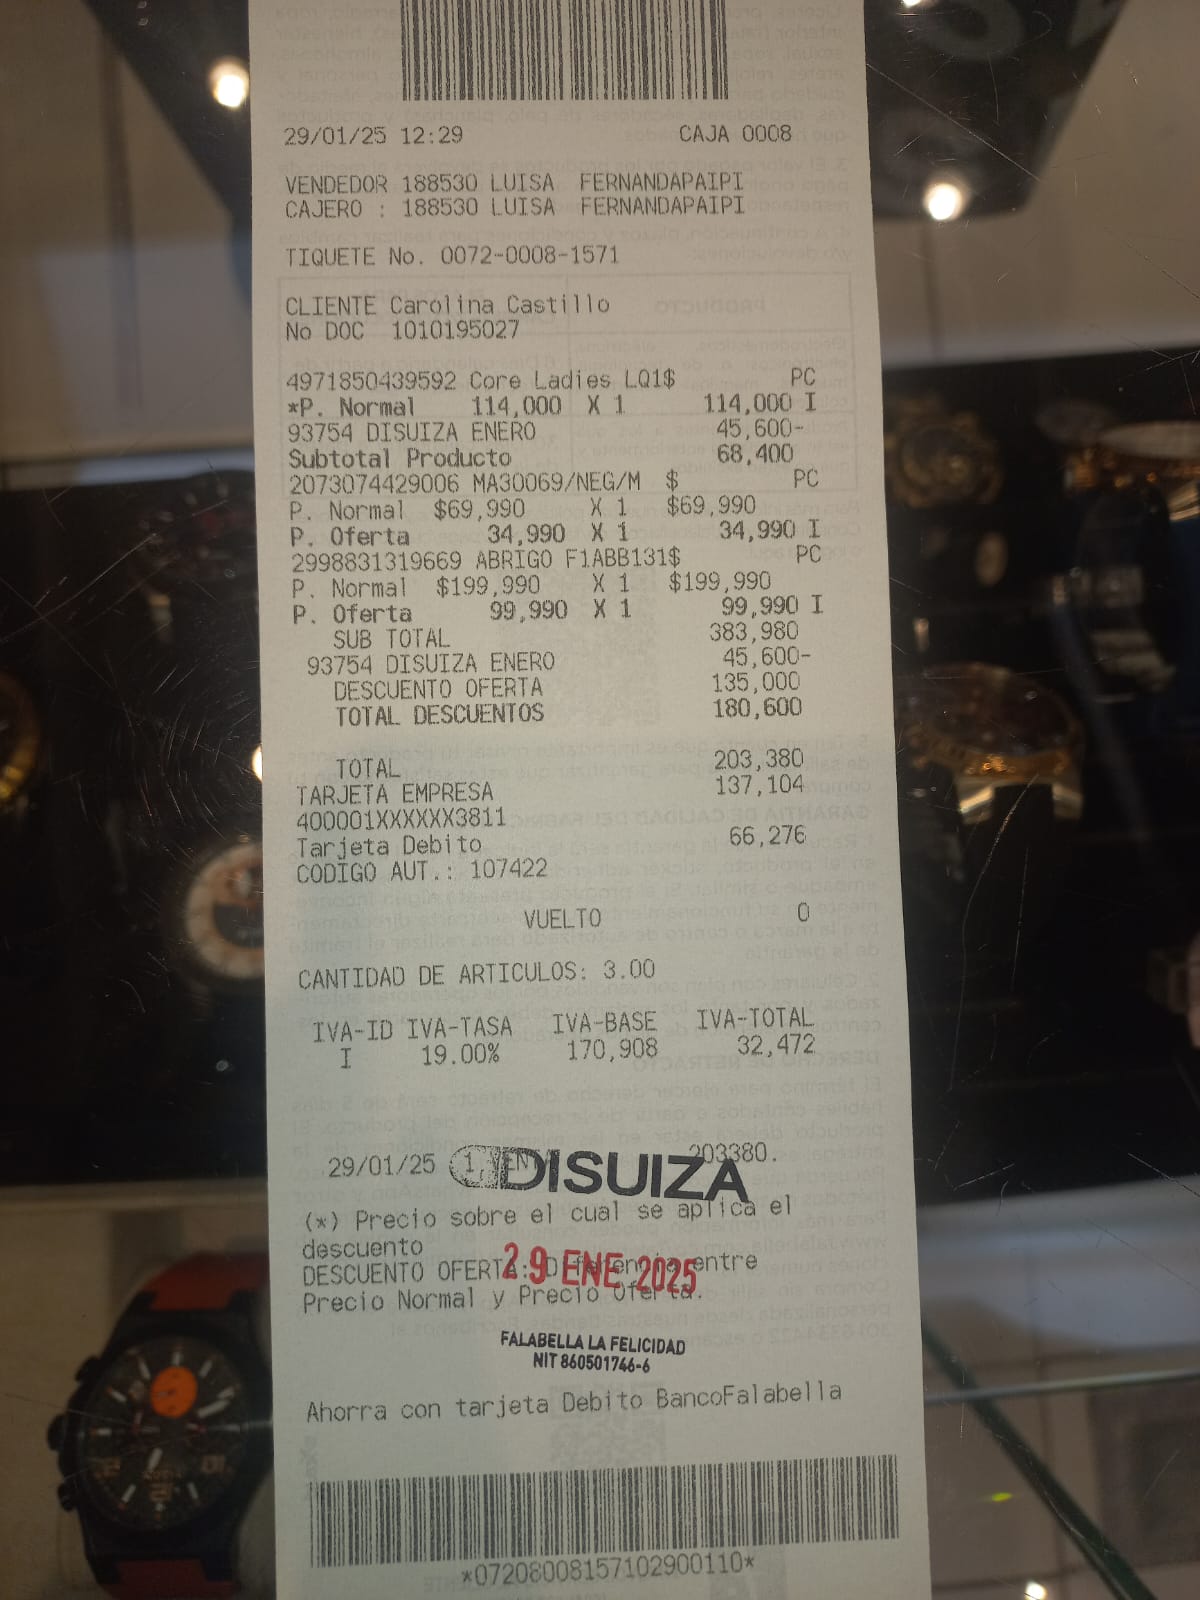 29/01/25 12:29 CAJA 0008
VENDEDOR 188530 LUISA FERNANDAPAIPI
CAJERO : 188530 LUISA FERNANDAPAIPI
TIQUETE No. 0072-0008-1571
CLIENTE Carolina Castillo
No DOC 1010195027
4971850439592 Core Ladies LQ1$ PC
*P. Normal 114,000 X 1 114,000 I
93754 DISUIZA ENERO 45,600-
Subtotal Producto 68,400
2073074429006 MA30069/NEG/M $ PC
P. Normal $69,990 X 1 $69,990
P. Oferta 34,990 X 1 34,990 I
2998831319669 ABRIGO F1ABB131$ PC
P. Normal $199,990 X 1 $199,990
P. Oferta 99,990 X 1 99,990 I
SUB TOTAL 383,980
93754 DISUIZA ENERO 45,600-
DESCUENTO OFERTA 135,000
TOTAL DESCUENTOS 180,600
TOTAL 203,380
TARJETA EMPRESA 137,104
400001XXXXXX3811
Tarjeta Debito 66,276
CODIGO AUT.: 107422
VUELTO 0
CANTIDAD DE ARTICULOS: 3.00
IVA-ID IVA-TASA IVA-BASE IVA-TOTAL
I 19.00% 170,908 32,472
29/01/25 203380.
DISUIZA
(*) Precio sobre el cual se aplica el
descuento
DESCUENTO OFERTA: Diferencia entre
29 ENE 2025
Precio Normal y Precio Oferta.
FALABELLA LA FELICIDAD
NIT 860501746-6
Ahorra con tarjeta Debito BancoFalabella
*07208008157102900110*